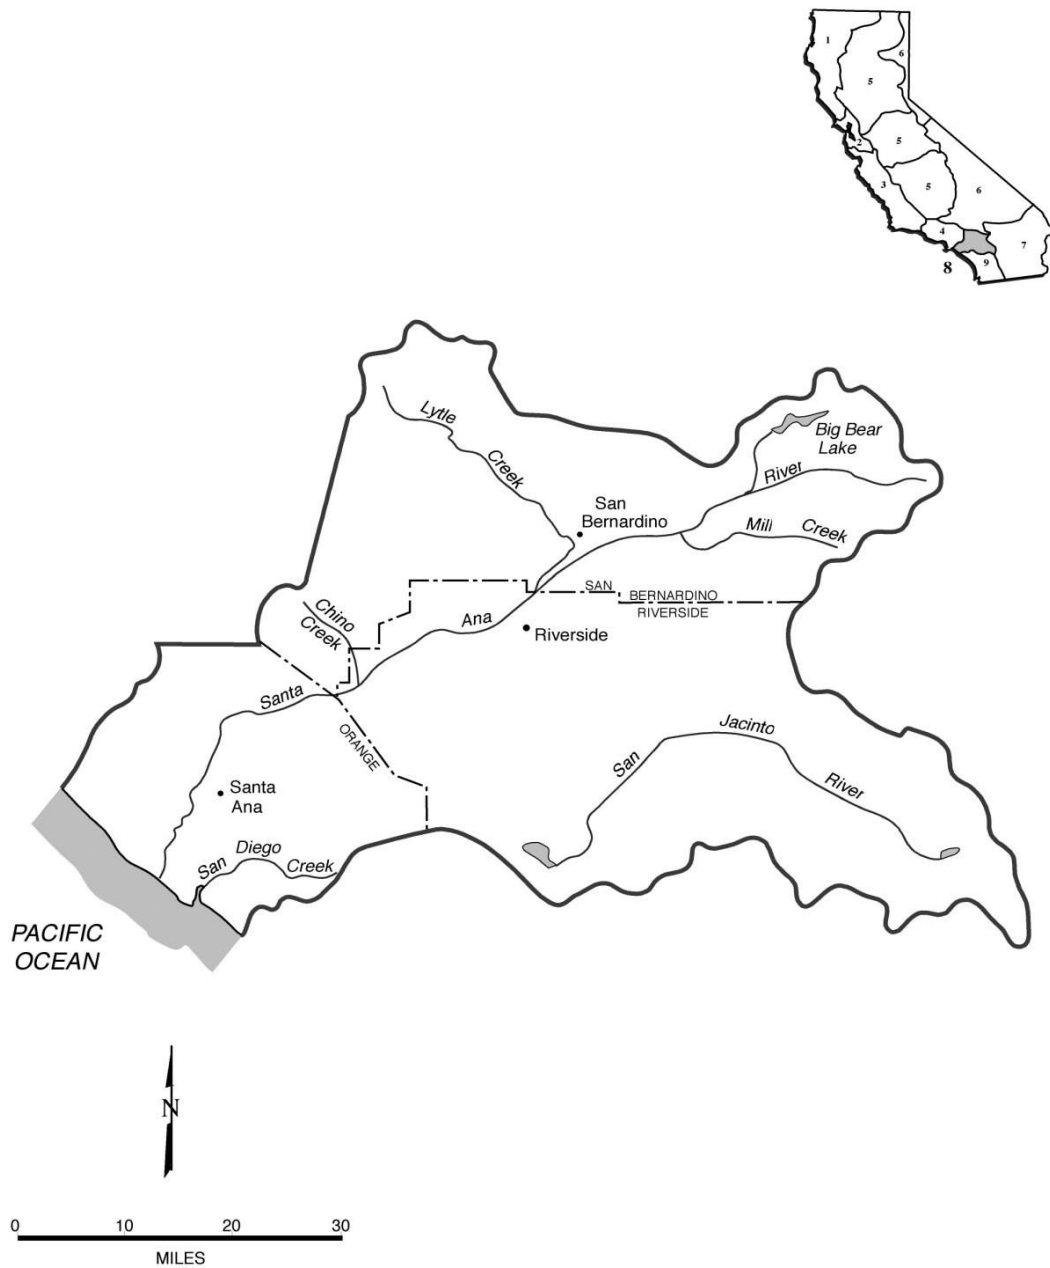 1
6
5
2
5
3
5
6
4
7
8
9
Lytle
Creek
Big Bear
Lake
River
San
Bernardino
Mill Creek
SAN
BERNARDINO
RIVERSIDE
Chino
Creek
Ana
Riverside
Santa
ORANGE
San
Jacinto
River
Santa
Ana
San Diego Creek
PACIFIC
OCEAN
N
0 10 20 30
MILES